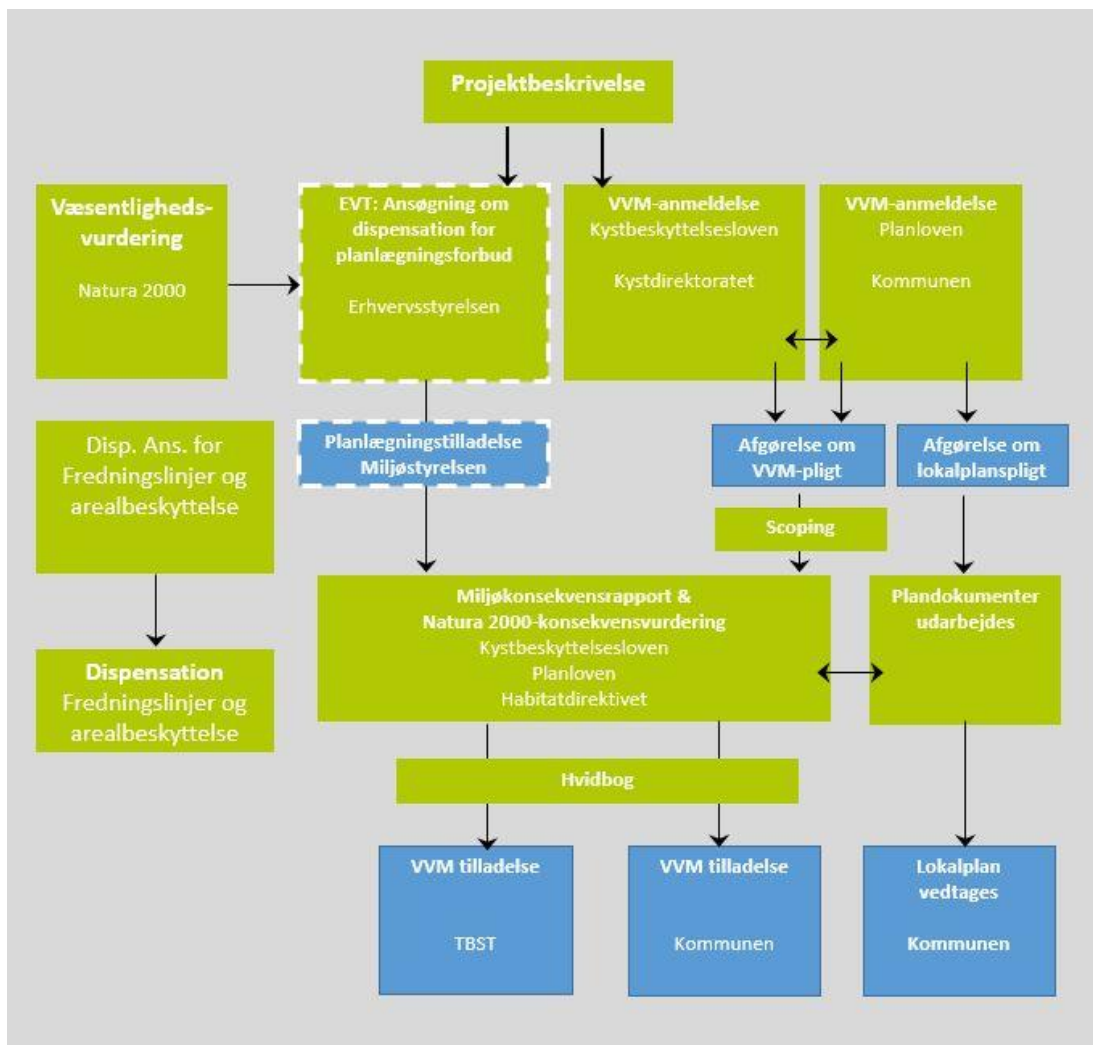 Projektbeskrivelse
Væsentligheds-
vurdering
Natura 2000
EVT: Ansøgning om
dispensation for
planlægningsforbud
Erhvervsstyrelsen
VVM-anmeldelse
Kystbeskyttelsesloven
Kystdirektoratet
VVM-anmeldelse
Planloven
Kommunen
Disp. Ans. for
Fredningslinjer og
arealbeskyttelse
Planlægningstilladelse
Miljøstyrelsen
Afgørelse om
VVM-pligt
Afgørelse om
lokalplanspligt
Scoping
Miljøkonsekvensrapport &
Natura 2000-konsekvensvurdering
Kystbeskyttelsesloven
Planloven
Habitatdirektivet
Plandokumenter
udarbejdes
Dispensation
Fredningslinjer og
arealbeskyttelse
Hvidbog
VVM tilladelse
TBST
VVM tilladelse
Kommunen
Lokalplan
vedtages
Kommunen